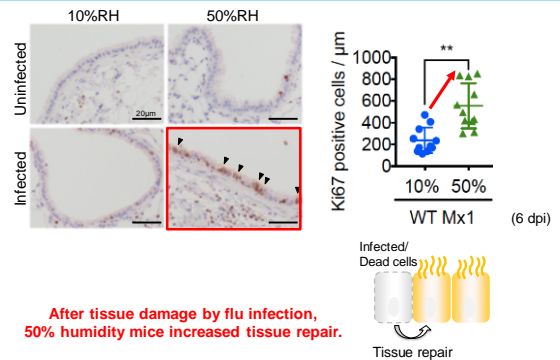 10%RH 50%RH
Uninfected
20μm
Infected
Ki67 positive cells / μm
1000
800
600
400
200
0
**
10% 50%
WT Mx1 (6 dpi)
Infected/
Dead cells
Tissue repair
After tissue damage by flu infection,
50% humidity mice increased tissue repair.